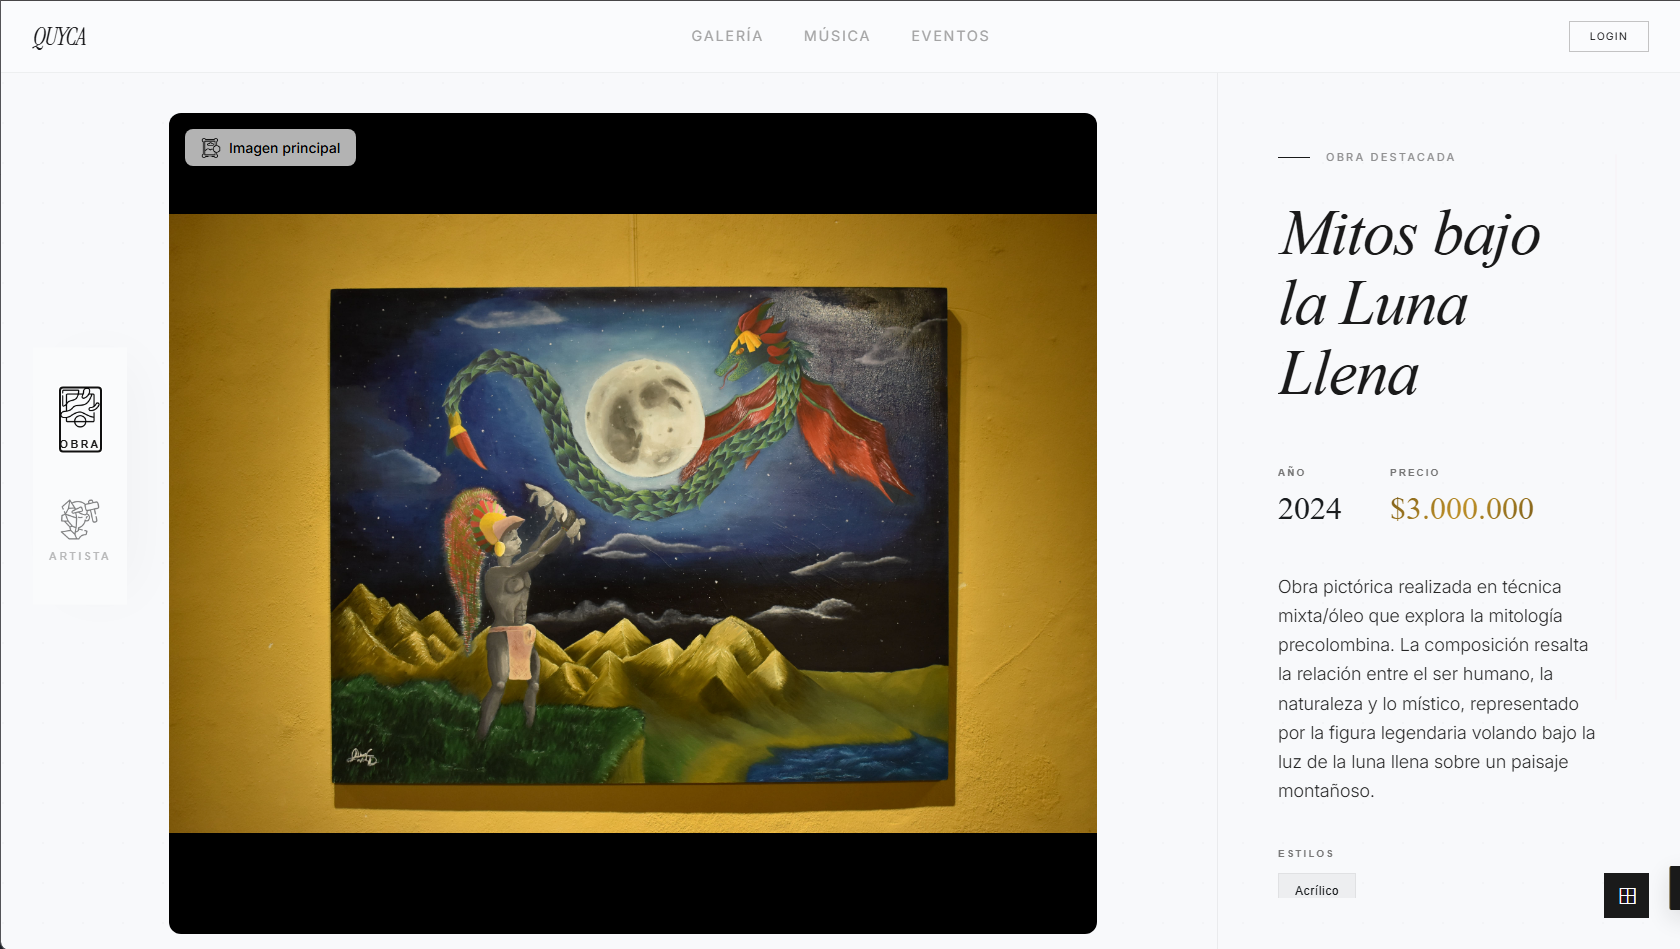 QUYCA
GALERÍA MÚSICA EVENTOS
LOGIN
Imagen principal
OBRA
ARTISTA
OBRA DESTACADA
Mitos bajo
la Luna
Llena
AÑO PRECIO
2024 $3.000.000
Obra pictórica realizada en técnica
mixta/óleo que explora la mitología
precolombina. La composición resalta
la relación entre el ser humano, la
naturaleza y lo místico, representado
por la figura legendaria volando bajo la
luz de la luna llena sobre un paisaje
montañoso.
ESTILOS
Acrílico